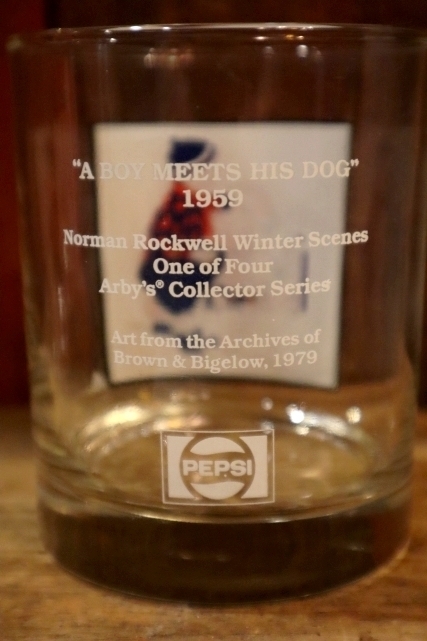 “A BOY MEETS HIS DOG”
1959
Norman Rockwell Winter Scenes
One of Four
Arby's® Collector Series
Art from the Archives of
Brown & Bigelow, 1979
PEPSI